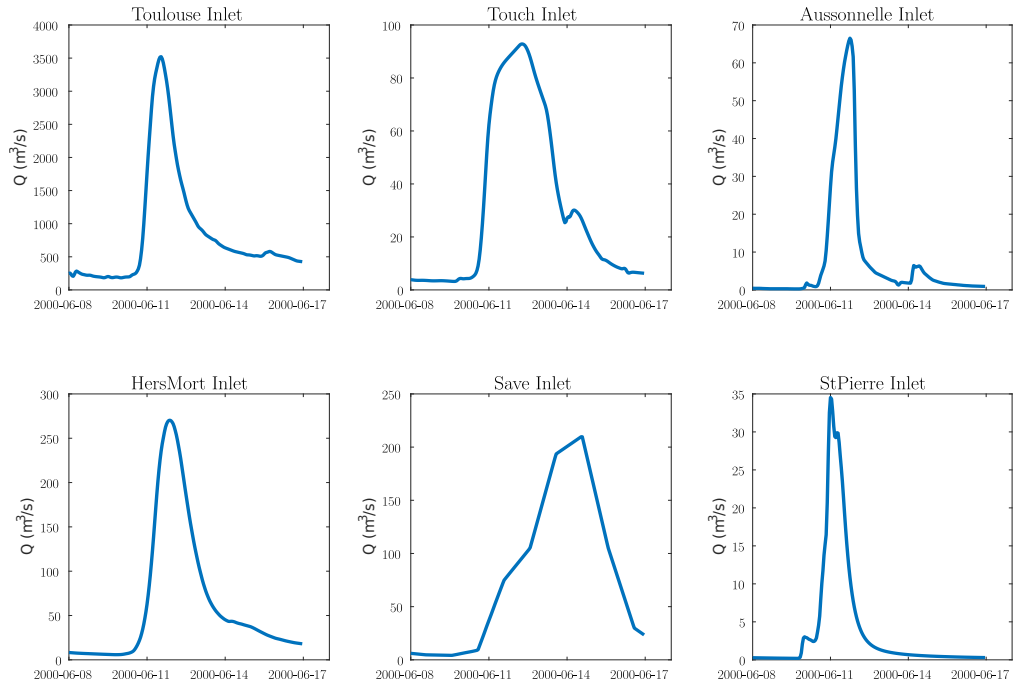 Toulouse Inlet
Q (m³/s)
4000
3500
3000
2500
2000
1500
1000
500
0
2000-06-08 2000-06-11 2000-06-14 2000-06-17
Touch Inlet
Q (m³/s)
100
80
60
40
20
0
2000-06-08 2000-06-11 2000-06-14 2000-06-17
Aussonnelle Inlet
Q (m³/s)
70
60
50
40
30
20
10
0
2000-06-08 2000-06-11 2000-06-14 2000-06-17
HersMort Inlet
Q (m³/s)
300
250
200
150
100
50
0
2000-06-08 2000-06-11 2000-06-14 2000-06-17
Save Inlet
Q (m³/s)
250
200
150
100
50
0
2000-06-08 2000-06-11 2000-06-14 2000-06-17
StPierre Inlet
Q (m³/s)
35
30
25
20
15
10
5
0
2000-06-08 2000-06-11 2000-06-14 2000-06-17